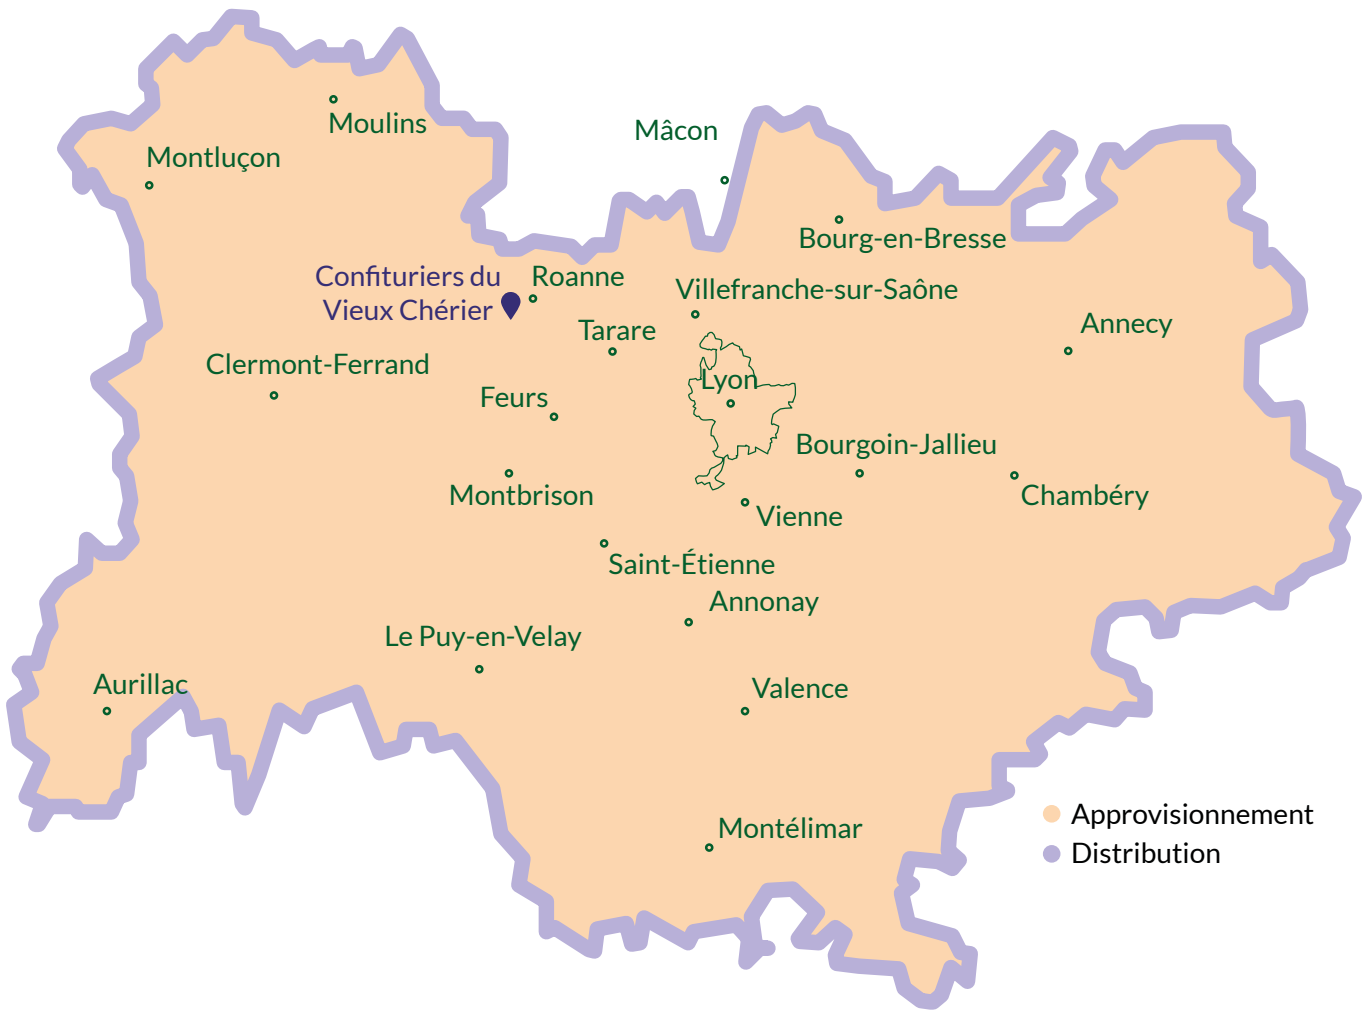 Moulins
Mâcon
Montluçon
Bourg-en-Bresse
Confituriers du
Vieux Chérier
Roanne
Villefranche-sur-Saône
Tarare
Annecy
Clermont-Ferrand
Lyon
Feurs
Bourgoin-Jallieu
Montbrison
Chambéry
Vienne
Saint-Étienne
Annonay
Le Puy-en-Velay
Aurillac
Valence
Montélimar
Approvisionnement
Distribution